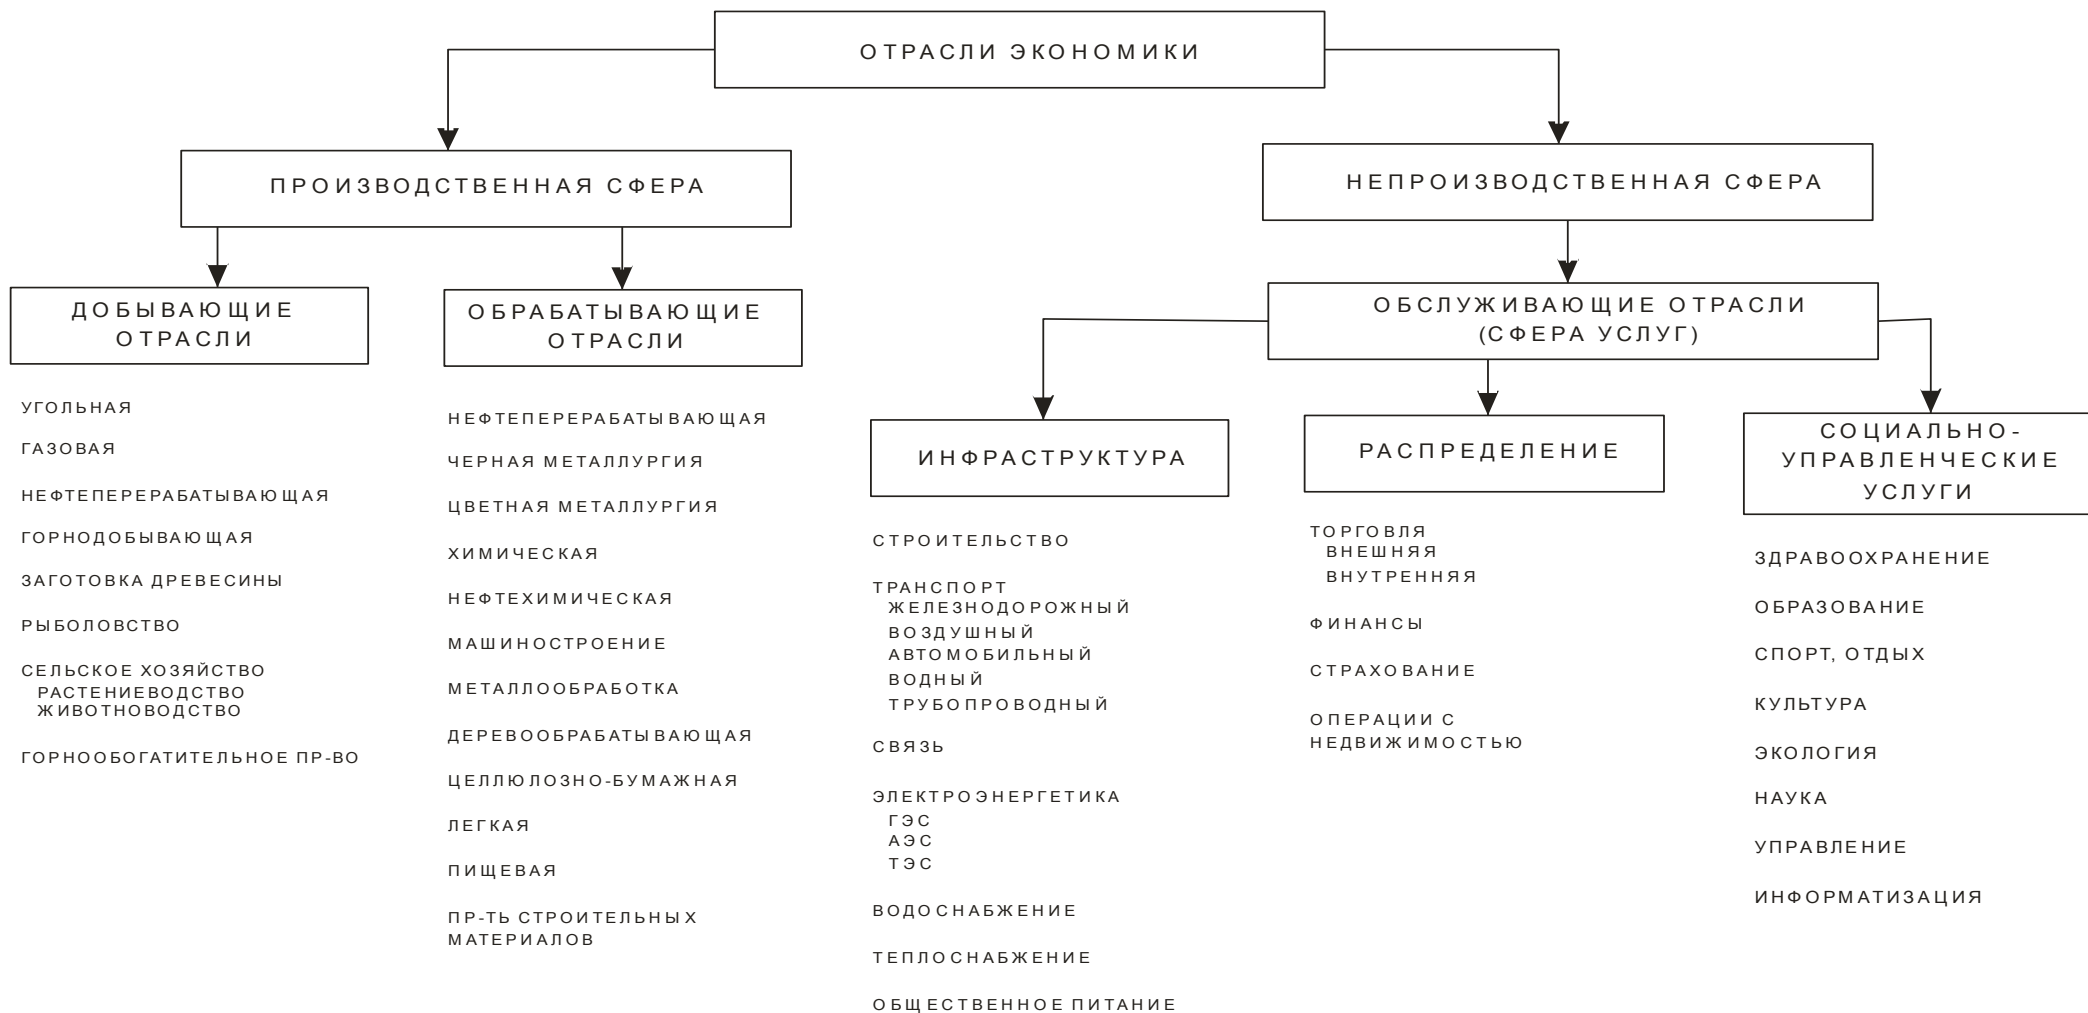 ОТРАСЛИ ЭКОНОМИКИ
ПРОИЗВОДСТВЕННАЯ СФЕРА
НЕПРОИЗВОДСТВЕННАЯ СФЕРА
ДОБЫВАЮЩИЕ
ОТРАСЛИ
ОБРАБАТЫВАЮЩИЕ
ОТРАСЛИ
ОБСЛУЖИВАЮЩИЕ ОТРАСЛИ
(СФЕРА УСЛУГ)
УГОЛЬНАЯ
ГАЗОВАЯ
НЕФТЕПЕРЕРАБАТЫВАЮЩАЯ
ГОРНОДОБЫВАЮЩАЯ
ЗАГОТОВКА ДРЕВЕСИНЫ
РЫБОЛОВСТВО
СЕЛЬСКОЕ ХОЗЯЙСТВО
РАСТЕНИЕВОДСТВО
ЖИВОТНОВОДСТВО
ГОРНООБОГАТИТЕЛЬНОЕ ПР-ВО
НЕФТЕПЕРЕРАБАТЫВАЮЩАЯ
ЧЕРНАЯ МЕТАЛЛУРГИЯ
ЦВЕТНАЯ МЕТАЛЛУРГИЯ
ХИМИЧЕСКАЯ
НЕФТЕХИМИЧЕСКАЯ
МАШИНОСТРОЕНИЕ
МЕТАЛЛООБРАБОТКА
ДЕРЕВООБРАБАТЫВАЮЩАЯ
ЦЕЛЛЮЛОЗНО-БУМАЖНАЯ
ЛЕГКАЯ
ПИЩЕВАЯ
ПР-ТЬ СТРОИТЕЛЬНЫХ
МАТЕРИАЛОВ
ИНФРАСТРУКТУРА
СТРОИТЕЛЬСТВО
ТРАНСПОРТ
ЖЕЛЕЗНОДОРОЖНЫЙ
ВОЗДУШНЫЙ
АВТОМОБИЛЬНЫЙ
ВОДНЫЙ
ТРУБОПРОВОДНЫЙ
СВЯЗЬ
ЭЛЕКТРОЭНЕРГЕТИКА
ГЭС
АЭС
ТЭС
ВОДОСНАБЖЕНИЕ
ТЕПЛОСНАБЖЕНИЕ
ОБЩЕСТВЕННОЕ ПИТАНИЕ
РАСПРЕДЕЛЕНИЕ
ТОРГОВЛЯ
ВНЕШНЯЯ
ВНУТРЕННЯЯ
ФИНАНСЫ
СТРАХОВАНИЕ
ОПЕРАЦИИ С
НЕДВИЖИМОСТЬЮ
СОЦИАЛЬНО-
УПРАВЛЕНЧЕСКИЕ
УСЛУГИ
ЗДРАВООХРАНЕНИЕ
ОБРАЗОВАНИЕ
СПОРТ, ОТДЫХ
КУЛЬТУРА
ЭКОЛОГИЯ
НАУКА
УПРАВЛЕНИЕ
ИНФОРМАТИЗАЦИЯ